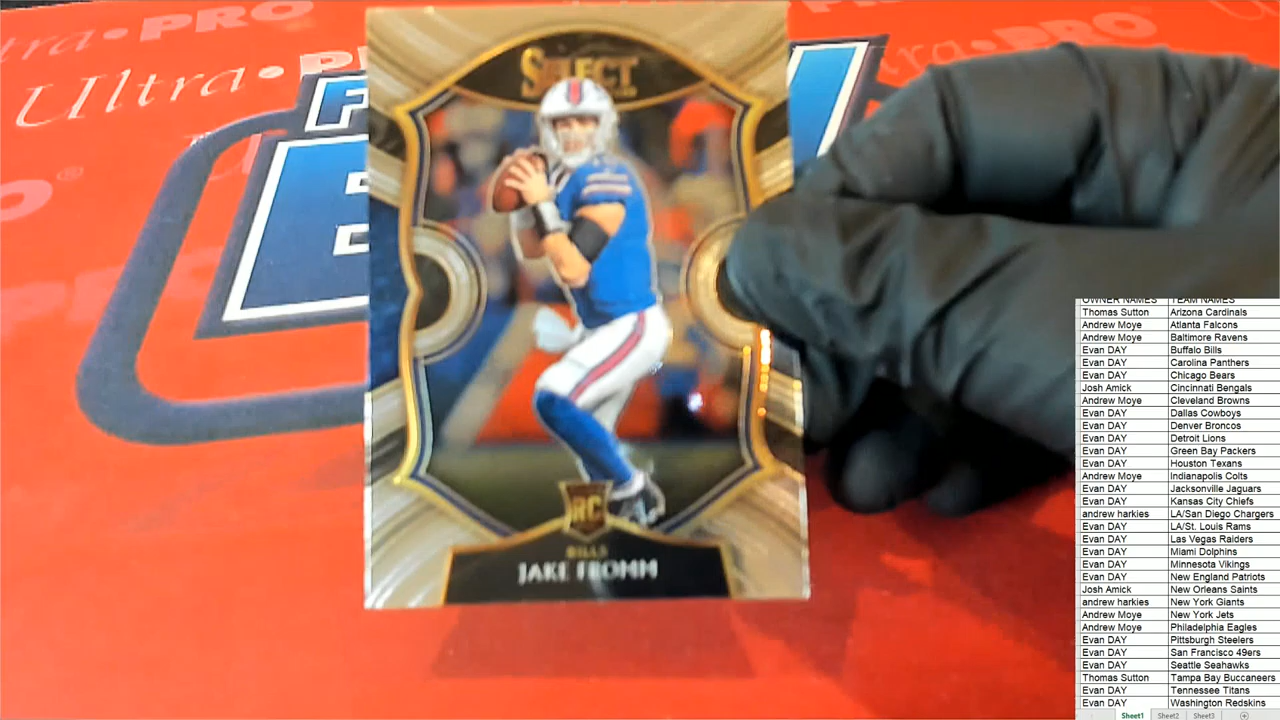 Ultra•PRO
Ultra•PRO
PRO®
SELECT
RC
BILLS
JAKE FROMM
OWNER NAMES TEAM NAMES
Thomas Sutton Arizona Cardinals
Andrew Moye Atlanta Falcons
Andrew Moye Baltimore Ravens
Evan DAY Buffalo Bills
Evan DAY Carolina Panthers
Evan DAY Chicago Bears
Josh Amick Cincinnati Bengals
Andrew Moye Cleveland Browns
Evan DAY Dallas Cowboys
Evan DAY Denver Broncos
Evan DAY Detroit Lions
Evan DAY Green Bay Packers
Evan DAY Houston Texans
Andrew Moye Indianapolis Colts
Evan DAY Jacksonville Jaguars
Evan DAY Kansas City Chiefs
andrew harkies LA/San Diego Chargers
Evan DAY LA/St. Louis Rams
Evan DAY Las Vegas Raiders
Evan DAY Miami Dolphins
Evan DAY Minnesota Vikings
Evan DAY New England Patriots
Josh Amick New Orleans Saints
andrew harkies New York Giants
Andrew Moye New York Jets
Andrew Moye Philadelphia Eagles
Evan DAY Pittsburgh Steelers
Evan DAY San Francisco 49ers
Evan DAY Seattle Seahawks
Thomas Sutton Tampa Bay Buccaneers
Evan DAY Tennessee Titans
Evan DAY Washington Redskins
Sheet1 Sheet2 Sheet3